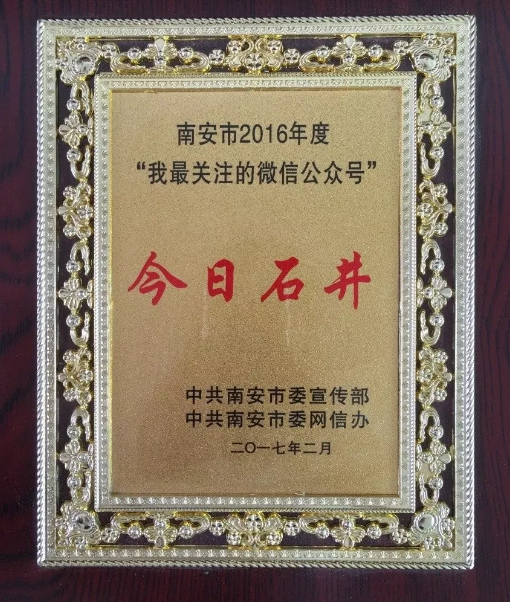 南安市2016年度
“我最关注的微信公众号”
今日石井
中共南安市委宣传部
中共南安市委网信办
二〇一七年二月